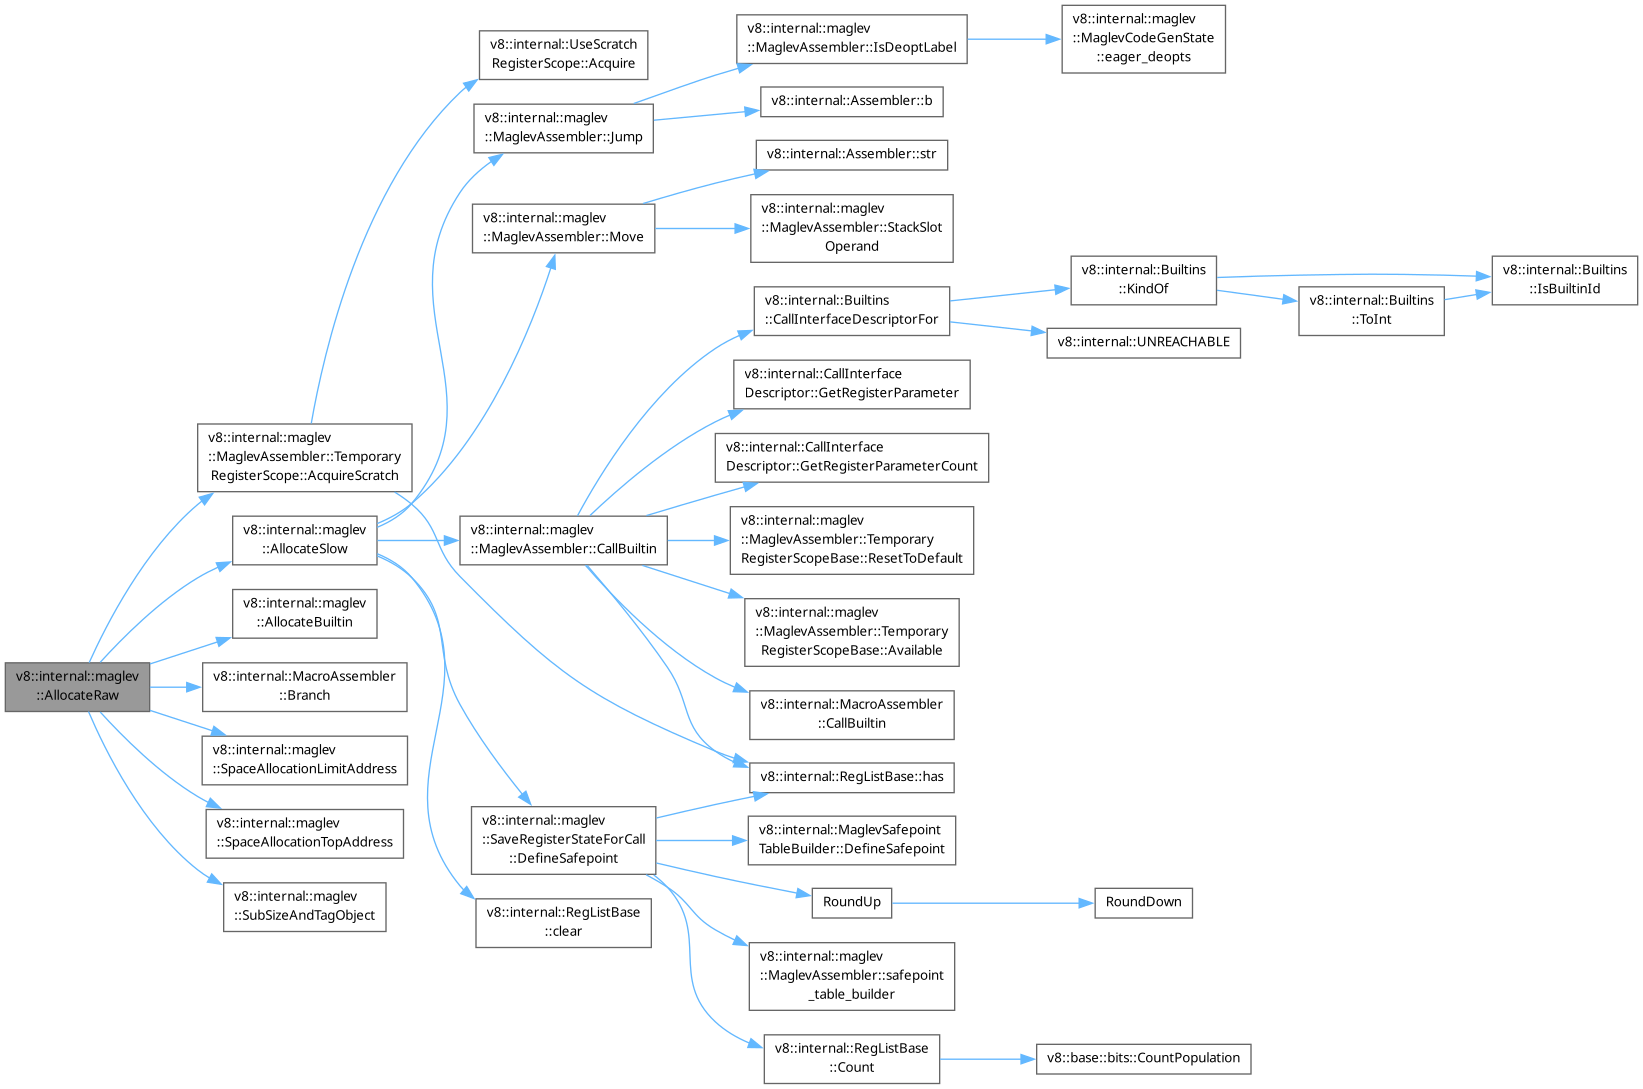 v8::internal::maglev
::AllocateRaw
v8::internal::maglev
::MaglevAssembler::Temporary
RegisterScope::AcquireScratch
v8::internal::maglev
::AllocateSlow
v8::internal::maglev
::AllocateBuiltin
v8::internal::MacroAssembler
::Branch
v8::internal::maglev
::SpaceAllocationLimitAddress
v8::internal::maglev
::SpaceAllocationTopAddress
v8::internal::maglev
::SubSizeAndTagObject
v8::internal::UseScratch
RegisterScope::Acquire
v8::internal::maglev
::MaglevAssembler::Jump
v8::internal::maglev
::MaglevAssembler::Move
v8::internal::maglev
::MaglevAssembler::CallBuiltin
v8::internal::maglev
::SaveRegisterStateForCall
::DefineSafepoint
v8::internal::RegListBase
::clear
v8::internal::maglev
::MaglevAssembler::IsDeoptLabel
v8::internal::Assembler::b
v8::internal::Assembler::str
v8::internal::maglev
::MaglevAssembler::StackSlot
Operand
v8::internal::Builtins
::CallInterfaceDescriptorFor
v8::internal::CallInterface
Descriptor::GetRegisterParameter
v8::internal::CallInterface
Descriptor::GetRegisterParameterCount
v8::internal::maglev
::MaglevAssembler::Temporary
RegisterScopeBase::ResetToDefault
v8::internal::maglev
::MaglevAssembler::Temporary
RegisterScopeBase::Available
v8::internal::MacroAssembler
::CallBuiltin
v8::internal::RegListBase::has
v8::internal::MaglevSafepoint
TableBuilder::DefineSafepoint
RoundUp
v8::internal::maglev
::MaglevAssembler::safepoint
_table_builder
v8::internal::RegListBase
::Count
v8::internal::maglev
::MaglevCodeGenState
::eager_deopts
v8::internal::Builtins
::KindOf
v8::internal::UNREACHABLE
RoundDown
v8::base::bits::CountPopulation
v8::internal::Builtins
::ToInt
v8::internal::Builtins
::IsBuiltinId